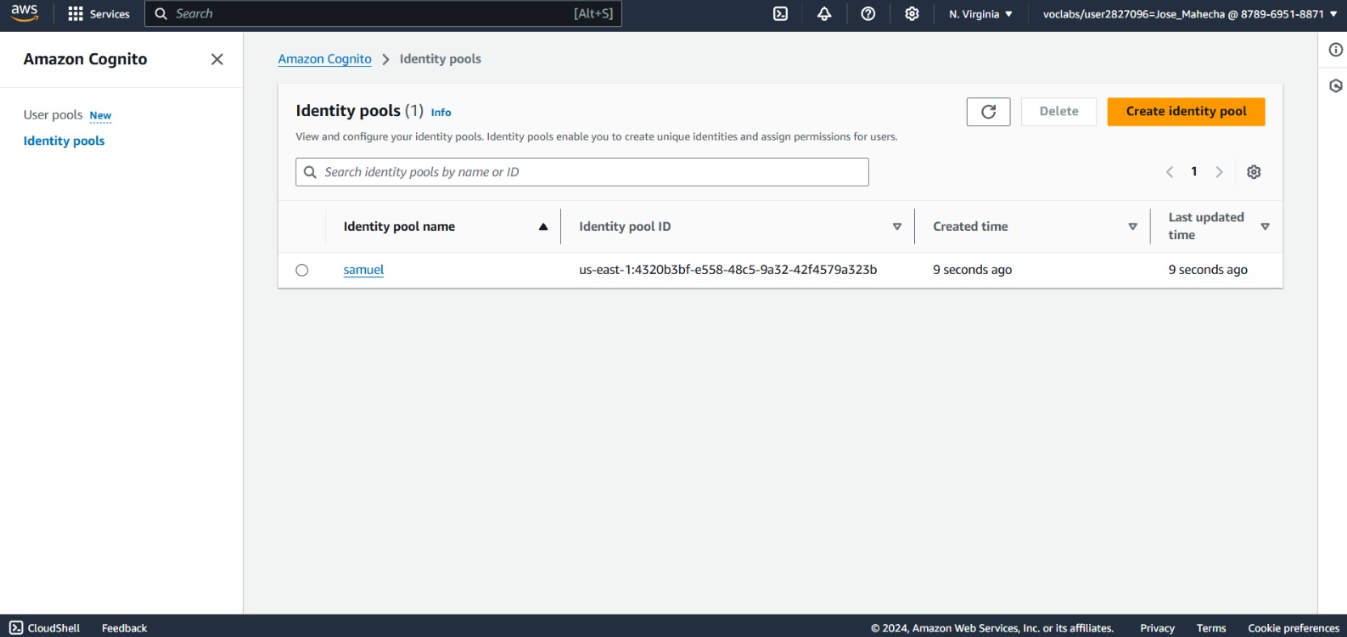 aws Services Search [Alt+S] N. Virginia voclabs/user2827096=Jose_Mahecha @ 8789-6951-8871
Amazon Cognito
User pools New
Identity pools
Amazon Cognito Identity pools
Identity pools (1) Info
Delete Create identity pool
View and configure your identity pools. Identity pools enable you to create unique identities and assign permissions for users.
Search identity pools by name or ID
1
Identity pool name Identity pool ID Created time Last updated time
samuel us-east-1:4320b3bf-e558-48c5-9a32-42f4579a323b 9 seconds ago 9 seconds ago
CloudShell Feedback © 2024, Amazon Web Services, Inc. or its affiliates. Privacy Terms Cookie preferences